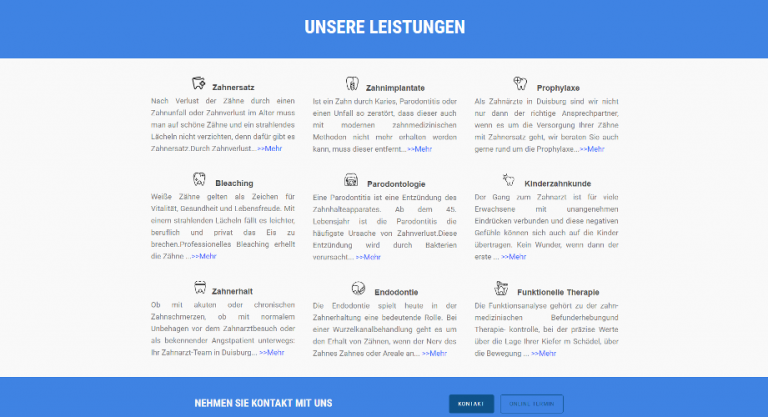 UNSERE LEISTUNGEN
Zahnersatz
Nach Verlust der Zähne durch einen
Zahnunfall oder Zahnverlust im Alter muss
man auf schöne Zähne und ein strahlendes
Lächeln nicht verzichten, denn dafür gibt es
Zahnersatz.Durch Zahnverlust...>>Mehr
Zahnimplantate
Ist ein Zahn durch Karies, Parodontitis oder
einen Unfall so zerstört, dass dieser auch
mit modernen zahnmedizinischen
Methoden nicht mehr erhalten werden
kann, muss dieser entfernt...>>Mehr
Prophylaxe
Als Zahnärzte in Duisburg sind wir nicht
nur dann der richtige Ansprechpartner,
wenn es um die Versorgung Ihrer Zähne
mit Zahnersatz geht, wir beraten Sie auch
gerne rund um die Prophylaxe...>>Mehr
Bleaching
Weiße Zähne gelten als Zeichen für
Vitalität, Gesundheit und Lebensfreude. Mit
einem strahlenden Lächeln fällt es leichter,
beruflich und privat das Eis zu
brechen.Professionelles Bleaching erhellt
die Zähne ...>>Mehr
Parodontologie
Eine Parodontitis ist eine Entzündung des
Zahnhalteapparates. Ab dem 45.
Lebensjahr ist die Parodontitis die
häufigste Ursache von Zahnverlust.Diese
Entzündung wird durch Bakterien
verursacht... >>Mehr
Kinderzahnkunde
Der Gang zum Zahnarzt ist für viele
Erwachsene mit unangenehmen
Eindrücken verbunden und diese negativen
Gefühle können sich auch auf die Kinder
übertragen. Kein Wunder, wenn dann der
erste ... >>Mehr
Zahnerhalt
Ob mit akuten oder chronischen
Zahnschmerzen, ob mit normalem
Unbehagen vor dem Zahnarztbesuch oder
als bekennender Angstpatient unterwegs:
Ihr Zahnarzt-Team in Duisburg... >>Mehr
Endodontie
Die Endodontie spielt heute in der
Zahnerhaltung eine bedeutende Rolle. Bei
einer Wurzelkanalbehandlung geht es um
den Erhalt von Zähnen, wenn der Nerv des
Zahnes Zahnes oder Areale an... >>Mehr
Funktionelle Therapie
Die Funktionsanalyse gehört zu der zahn-
medizinischen Befunderhebungund
Therapie- kontrolle, bei der präzise Werte
über die Lage Ihrer Kiefer m Schädel, über
die Bewegung ... >>Mehr
NEHMEN SIE KONTAKT MIT UNS
KONTAKT